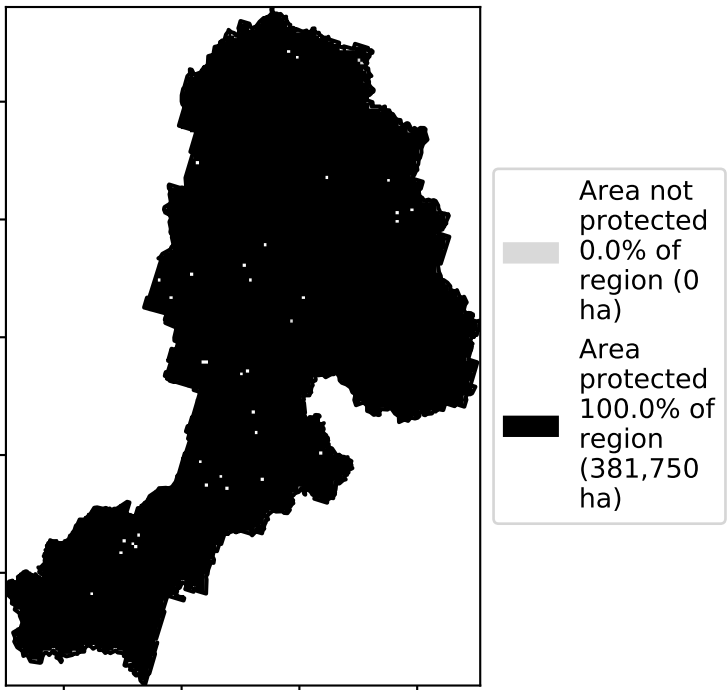 Area not
protected
0.0% of
region (0
ha)
Area
protected
100.0% of
region
(381,750
ha)